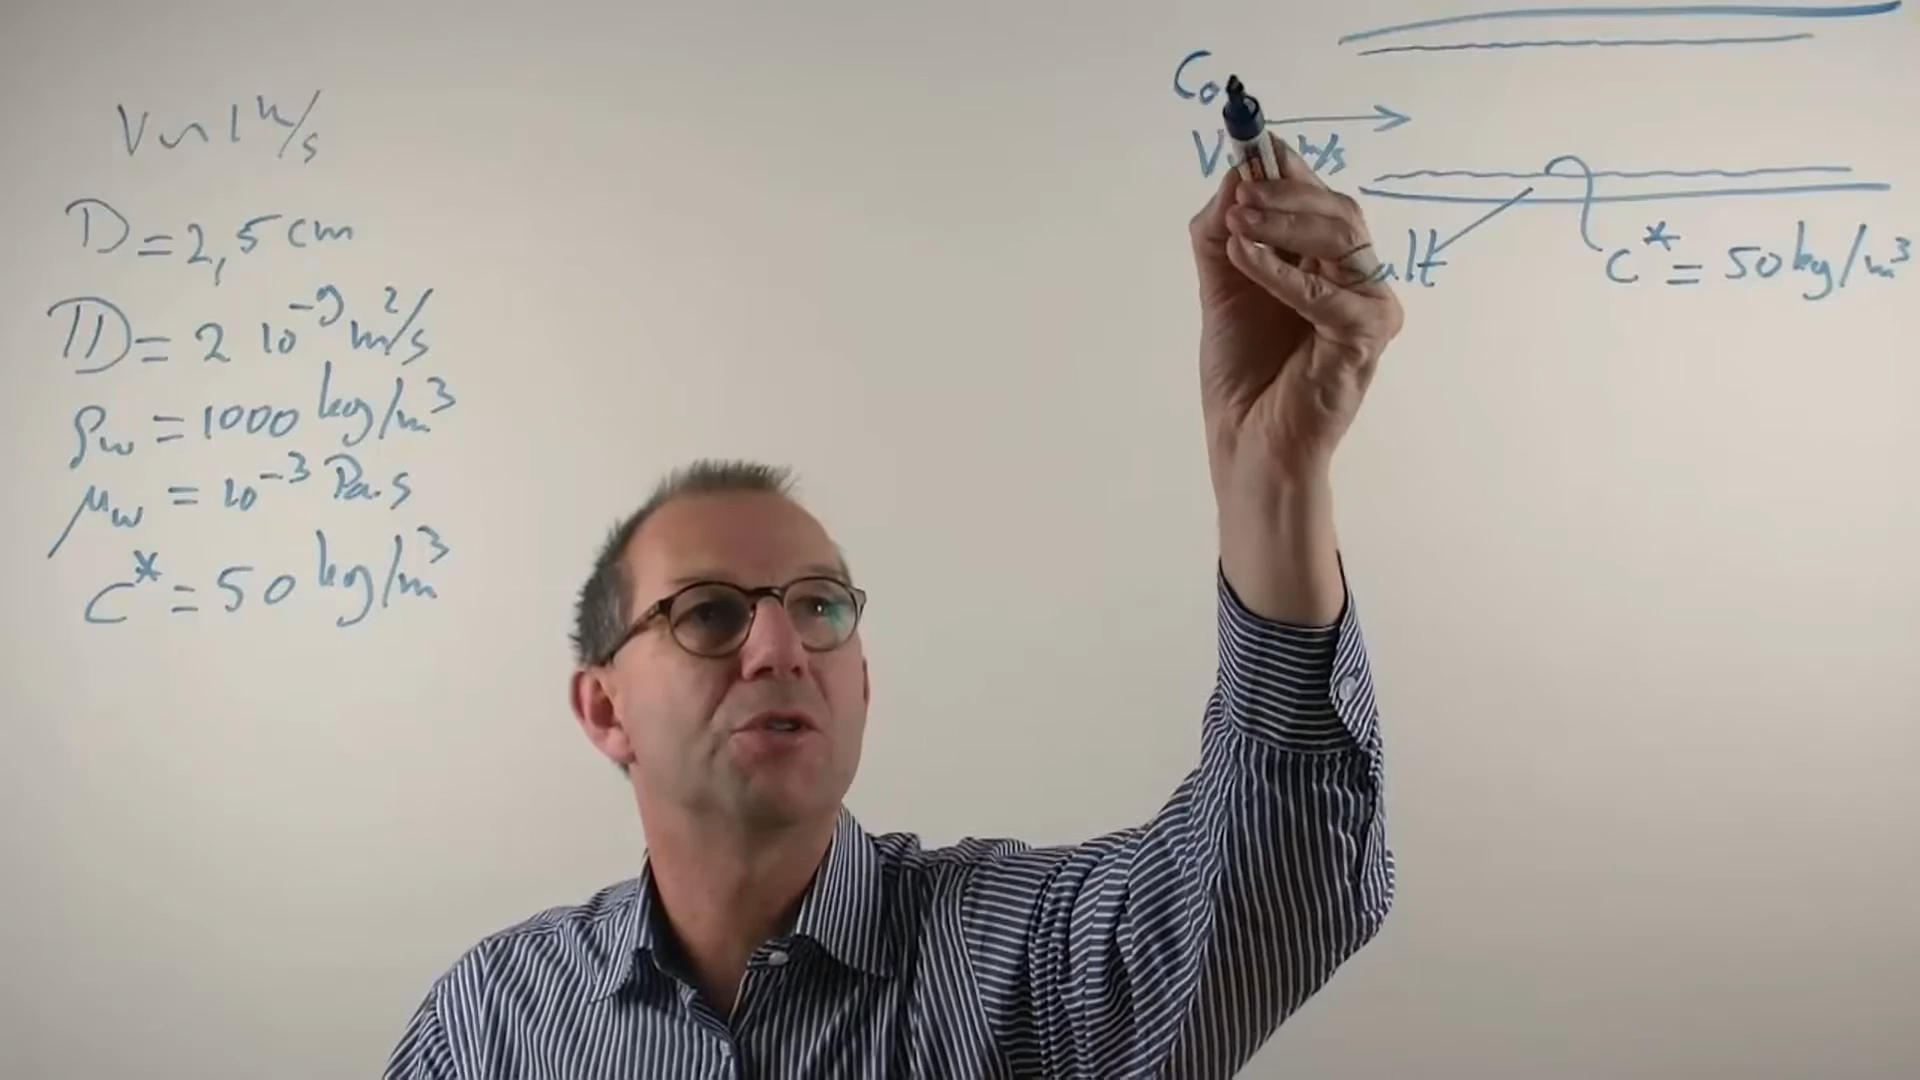 V ~ 1 m/s
D = 2,5 cm
𝔻 = 2 10⁻⁹ m²/s
ρw = 1000 kg/m³
μw = 10⁻³ Pa.s
C* = 50 kg/m³
C₀
V m/s
Salt
C* = 50 kg/m³